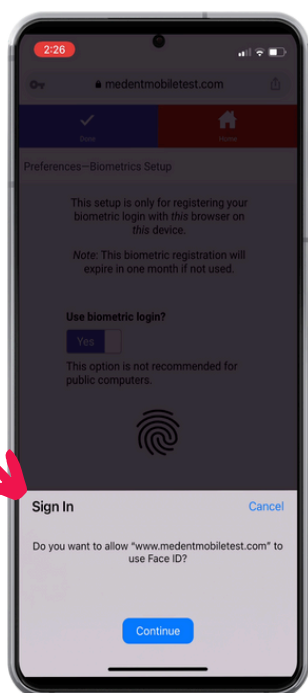 2:26
medentmobiletest.com
Done
Home
Preferences—Biometrics Setup
This setup is only for registering your
biometric login with this browser on
this device.
Note: This biometric registration will
expire in one month if not used.
Use biometric login?
Yes
This option is not recommended for
public computers.
Sign In
Cancel
Do you want to allow “www.medentmobiletest.com” to
use Face ID?
Continue